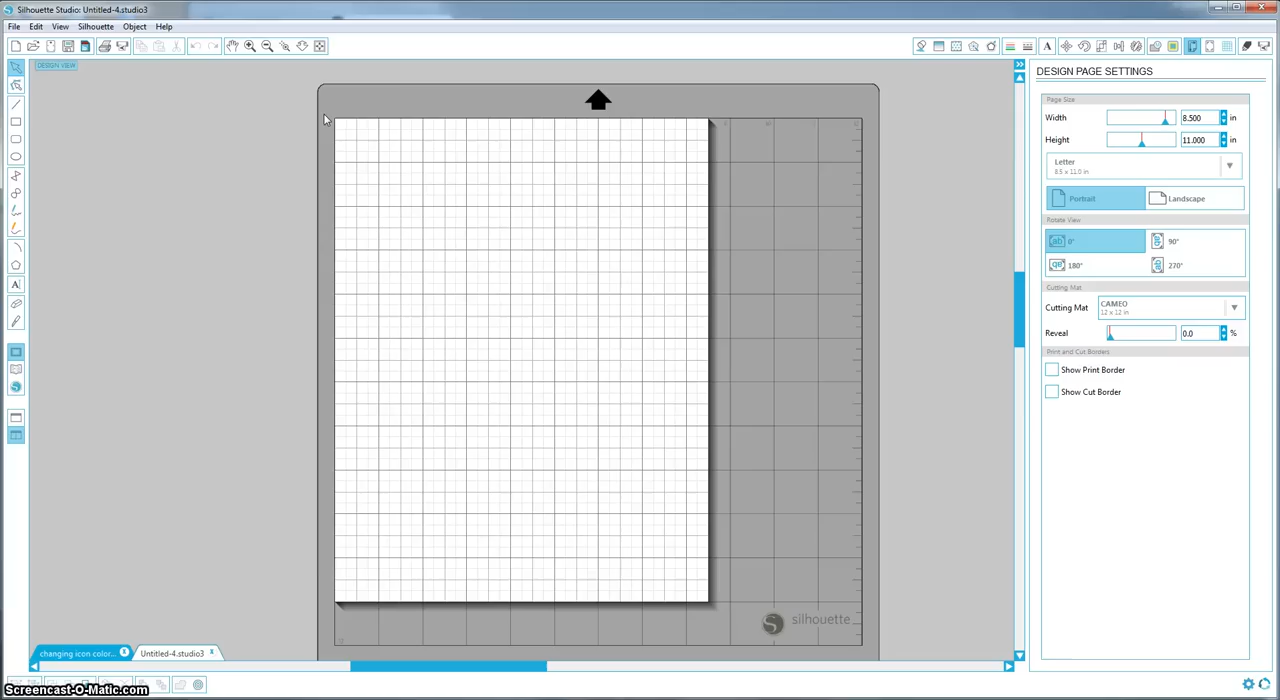 Silhouette Studio: Untitled-4.studio3
File Edit View Silhouette Object Help
DESIGN VIEW
DESIGN PAGE SETTINGS
Page Size
Width 8.500 in
Height 11.000 in
Letter
8.5 x 11.0 in
Portrait Landscape
Rotate View
0° 90°
180° 270°
Cutting Mat
Cutting Mat CAMEO
12 x 12 in
Reveal 0.0 %
Print and Cut Borders
Show Print Border
Show Cut Border
silhouette
changing icon color... Untitled-4.studio3
Screencast-O-Matic.com